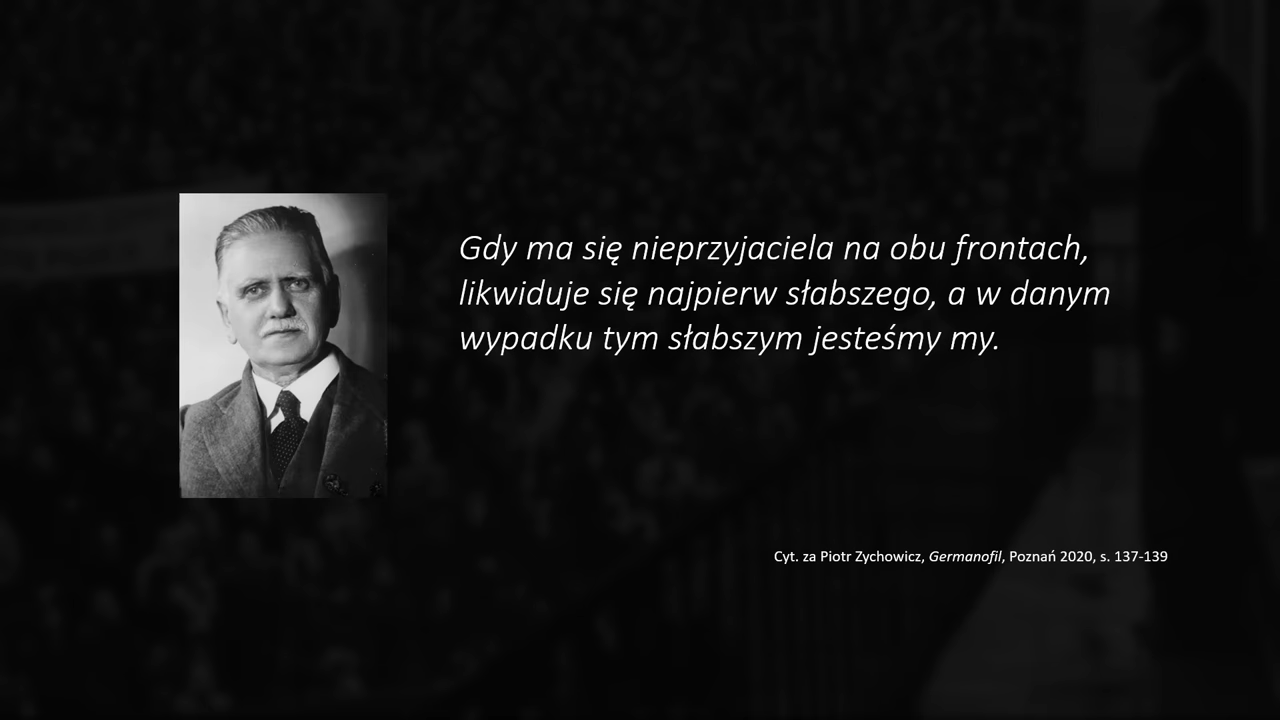 Gdy ma się nieprzyjaciela na obu frontach,
likwiduje się najpierw słabszego, a w danym
wypadku tym słabszym jesteśmy my.
Cyt. za Piotr Zychowicz, Germanofil, Poznań 2020, s. 137-139